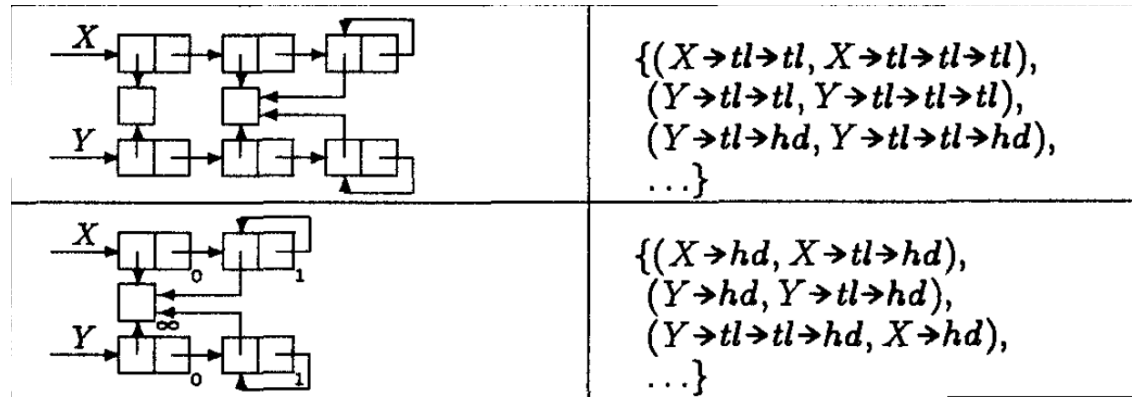 X
Y
{(X→tl→tl, X→tl→tl→tl),
(Y→tl→tl, Y→tl→tl→tl),
(Y→tl→hd, Y→tl→tl→hd),
...}
X
0
1
∞
Y
0
1
{(X→hd, X→tl→hd),
(Y→hd, Y→tl→hd),
(Y→tl→tl→hd, X→hd),
...}